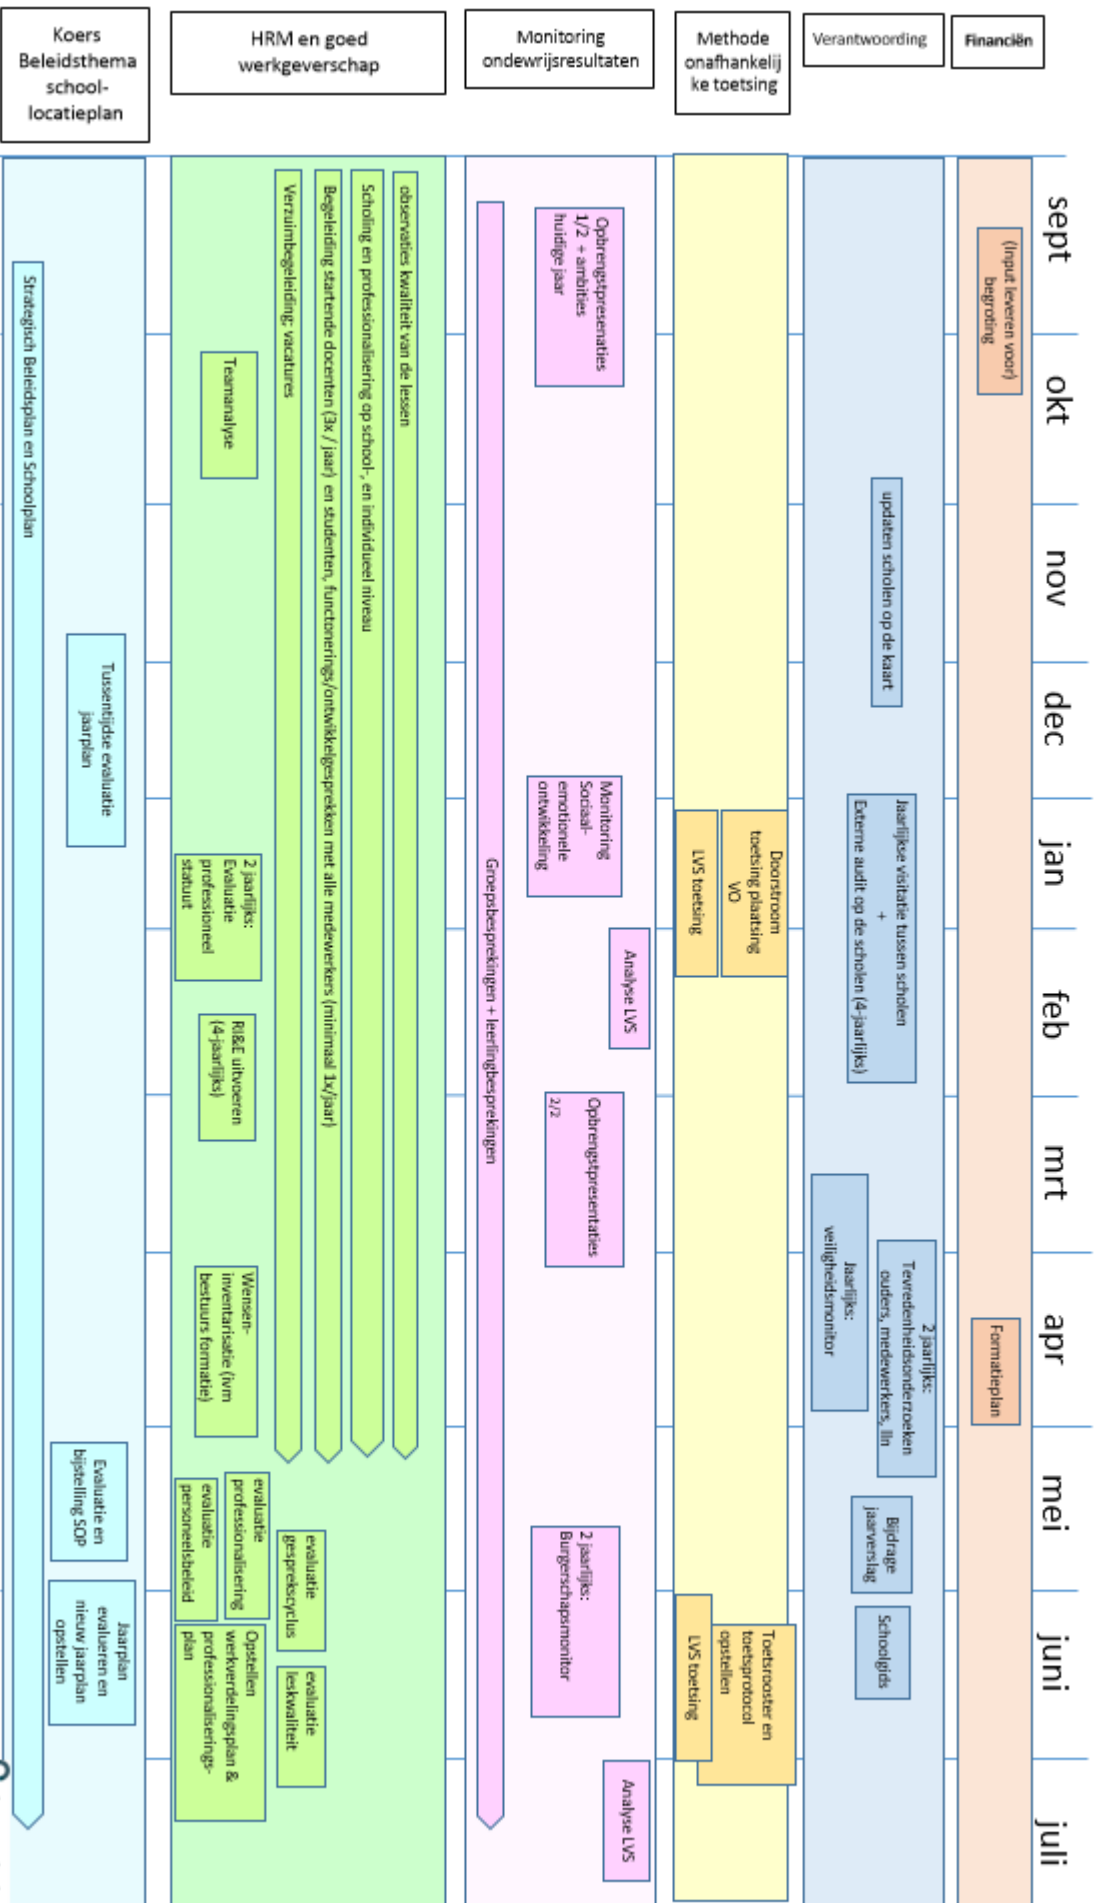 Koers
Beleidsthema
school-
locatieplan
HRM en goed
werkgeverschap
Monitoring
ondewrijsresultaten
Methode
onafhankelij
ke toetsing
Verantwoording
Financiën
sept
okt
nov
dec
jan
feb
mrt
apr
mei
juni
juli
(Input leveren voor)
begroting
Formatieplan
updaten scholen op de kaart
Jaarlijkse visitatie tussen scholen
+
Externe audit op de scholen (4-jaarlijks)
2 jaarlijks:
Tevredenheidsonderzoeken
ouders, medewerkers, lln
Jaarlijks:
veiligheidsmonitor
Bijdrage
jaarverslag
Schoolgids
Doorstroom
toetsing plaatsing
VO
LVS toetsing
Toetsrooster en
toetsprotocol
opstellen
LVS toetsing
Opbrengstpresenaties
1/2 + ambities
huidige jaar
Monitoring
Sociaal-
emotionele
ontwikkeling
Analyse LVS
Opbrengstpresentaties
2/2
2 jaarlijks:
Burgerschapsmonitor
Analyse LVS
Groepsbesprekingen + leerlingbesprekingen
observaties kwaliteit van de lessen
Scholing en professionalisering op school-, en individueel niveau
Begeleiding startende docenten (3x / jaar) en studenten, functonerings/ontwikkelgesprekken met alle medewerkers (minimaal 1x/jaar)
Verzuimbegeleiding; vacatures
Teamanalyse
2 jaarlijks:
Evaluatie
professioneel
statuut
RI&E uitvoeren
(4-jaarlijks)
Wensen-
inventarisatie (ivm
bestuurs formatie)
evaluatie
gesprekscyclus
evaluatie
leskwaliteit
evaluatie
professionalisering
evaluatie
personeelsbeleid
Opstellen
werkverdelingsplan &
professionaliserings-
plan
Tussentijdse evaluatie
jaarplan
Evaluatie en
bijstelling SOP
Jaarplan
evalueren en
nieuw jaarplan
opstellen
Strategisch Beleidsplan en Schoolplan